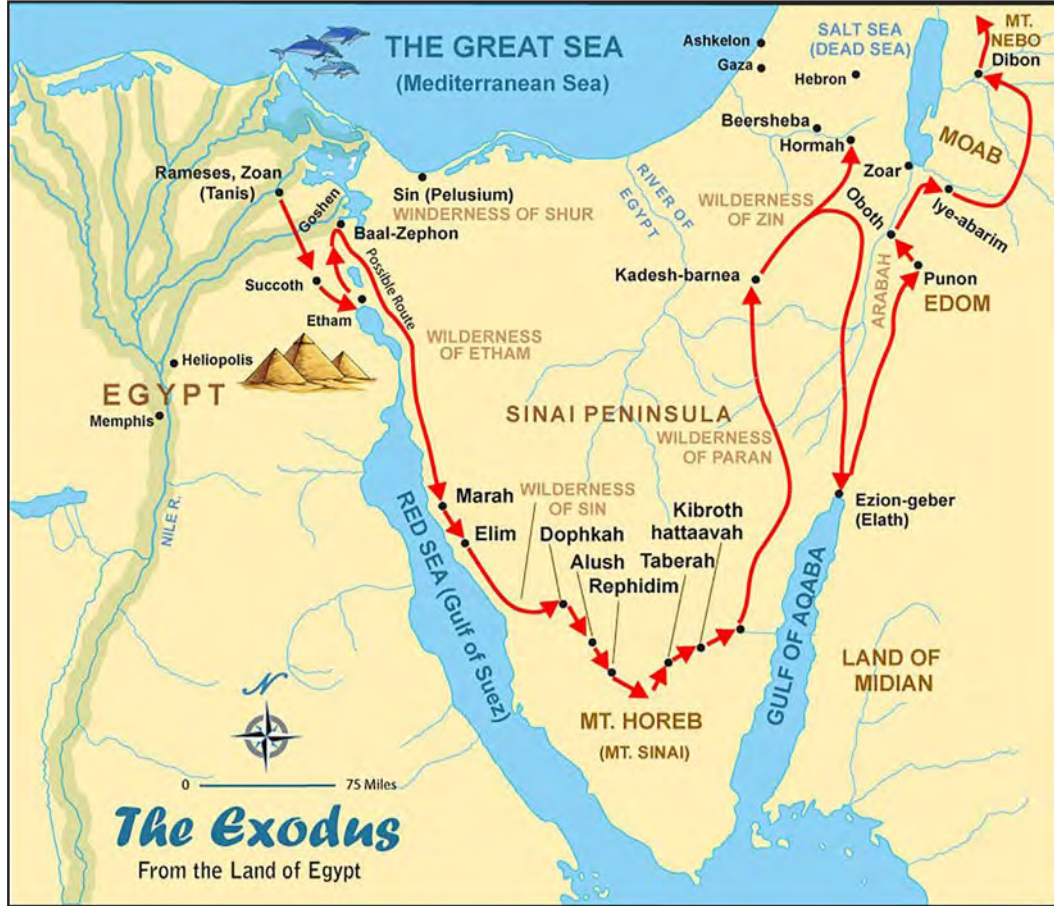 THE GREAT SEA
(Mediterranean Sea)
Ashkelon
Gaza
SALT SEA
(DEAD SEA)
Hebron
MT.
NEBO
Dibon
Beersheba
Hormah
MOAB
Zoar
Rameses, Zoan
(Tanis)
Goshen
Sin (Pelusium)
WINDERNESS OF SHUR
Baal-Zephon
RIVER OF
EGYPT
WILDERNESS
OF ZIN
Oboth
Iye-abarim
Possible Route
Succoth
Etham
Kadesh-barnea
ARABAH
Punon
EDOM
WILDERNESS
OF ETHAM
Heliopolis
EGYPT
Memphis
SINAI PENINSULA
WILDERNESS
OF PARAN
NILE R.
Marah
Elim
WILDERNESS
OF SIN
Dophkah
Alush
Rephidim
Kibroth
hattaavah
Taberah
Ezion-geber
(Elath)
RED SEA (Gulf of Suez)
GULF OF AQABA
LAND OF
MIDIAN
MT. HOREB
(MT. SINAI)
N
0 75 Miles
The Exodus
From the Land of Egypt